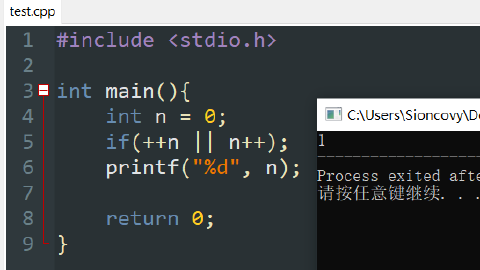 test.cpp
1 #include <stdio.h>
2
3 int main(){
4 int n = 0;
5 if(++n || n++);
6 printf("%d", n);
7
8 return 0;
9 }
C:\Users\Sioncovy\De
1
--------------------
Process exited afte
请按任意键继续. . .